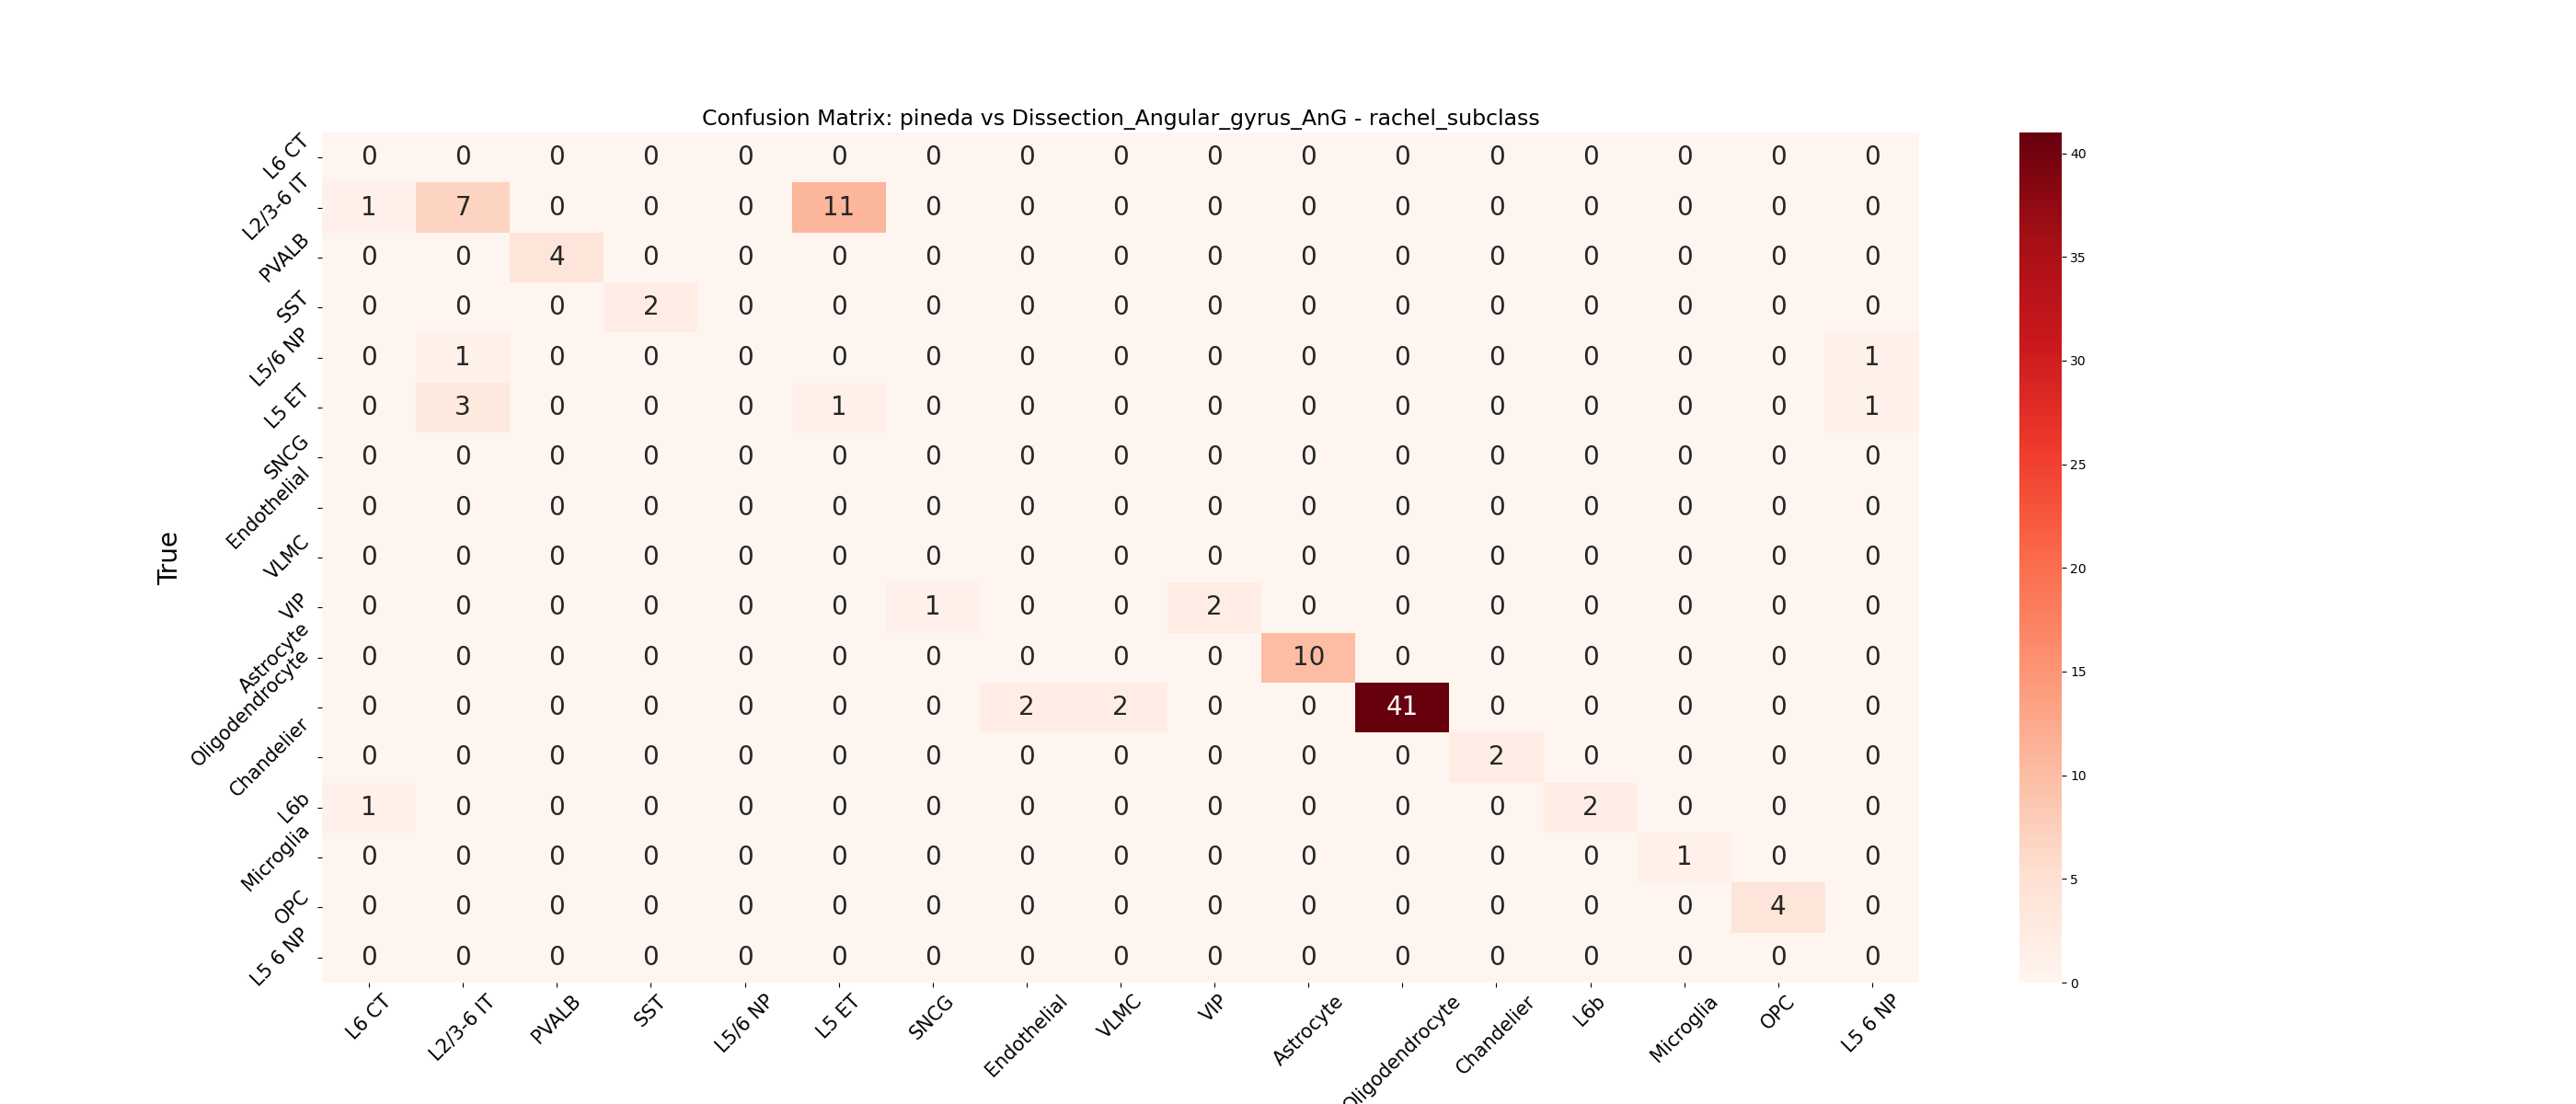 Confusion Matrix: pineda vs Dissection_Angular_gyrus_AnG - rachel_subclass
True
L6 CT 0 0 0 0 0 0 0 0 0 0 0 0 0 0 0 0 0
L2/3-6 IT 1 7 0 0 0 11 0 0 0 0 0 0 0 0 0 0 0
PVALB 0 0 4 0 0 0 0 0 0 0 0 0 0 0 0 0 0
SST 0 0 0 2 0 0 0 0 0 0 0 0 0 0 0 0 0
L5/6 NP 0 1 0 0 0 0 0 0 0 0 0 0 0 0 0 0 1
L5 ET 0 3 0 0 0 1 0 0 0 0 0 0 0 0 0 0 1
SNCG 0 0 0 0 0 0 0 0 0 0 0 0 0 0 0 0 0
Endothelial 0 0 0 0 0 0 0 0 0 0 0 0 0 0 0 0 0
VLMC 0 0 0 0 0 0 0 0 0 0 0 0 0 0 0 0 0
VIP 0 0 0 0 0 0 1 0 0 2 0 0 0 0 0 0 0
Astrocyte 0 0 0 0 0 0 0 0 0 0 10 0 0 0 0 0 0
Oligodendrocyte 0 0 0 0 0 0 0 2 2 0 0 41 0 0 0 0 0
Chandelier 0 0 0 0 0 0 0 0 0 0 0 0 2 0 0 0 0
L6b 1 0 0 0 0 0 0 0 0 0 0 0 0 2 0 0 0
Microglia 0 0 0 0 0 0 0 0 0 0 0 0 0 0 1 0 0
OPC 0 0 0 0 0 0 0 0 0 0 0 0 0 0 0 4 0
L5 6 NP 0 0 0 0 0 0 0 0 0 0 0 0 0 0 0 0 0
L6 CT L2/3-6 IT PVALB SST L5/6 NP L5 ET SNCG Endothelial VLMC VIP Astrocyte Oligodendrocyte Chandelier L6b Microglia OPC L5 6 NP
40
35
30
25
20
15
10
5
0